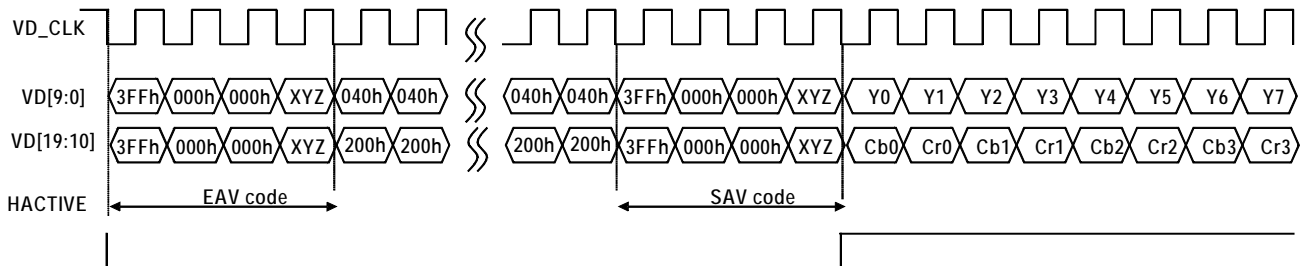 VD_CLK
VD[9:0] 3FFh 000h 000h XYZ 040h 040h 040h 040h 3FFh 000h 000h XYZ Y0 Y1 Y2 Y3 Y4 Y5 Y6 Y7
VD[19:10] 3FFh 000h 000h XYZ 200h 200h 200h 200h 3FFh 000h 000h XYZ Cb0 Cr0 Cb1 Cr1 Cb2 Cr2 Cb3 Cr3
HACTIVE EAV code SAV code